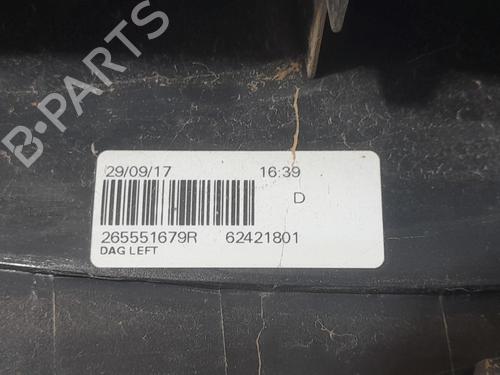 B-PARTS
29/09/17 16:39
D
265551679R 62421801
DAG LEFT